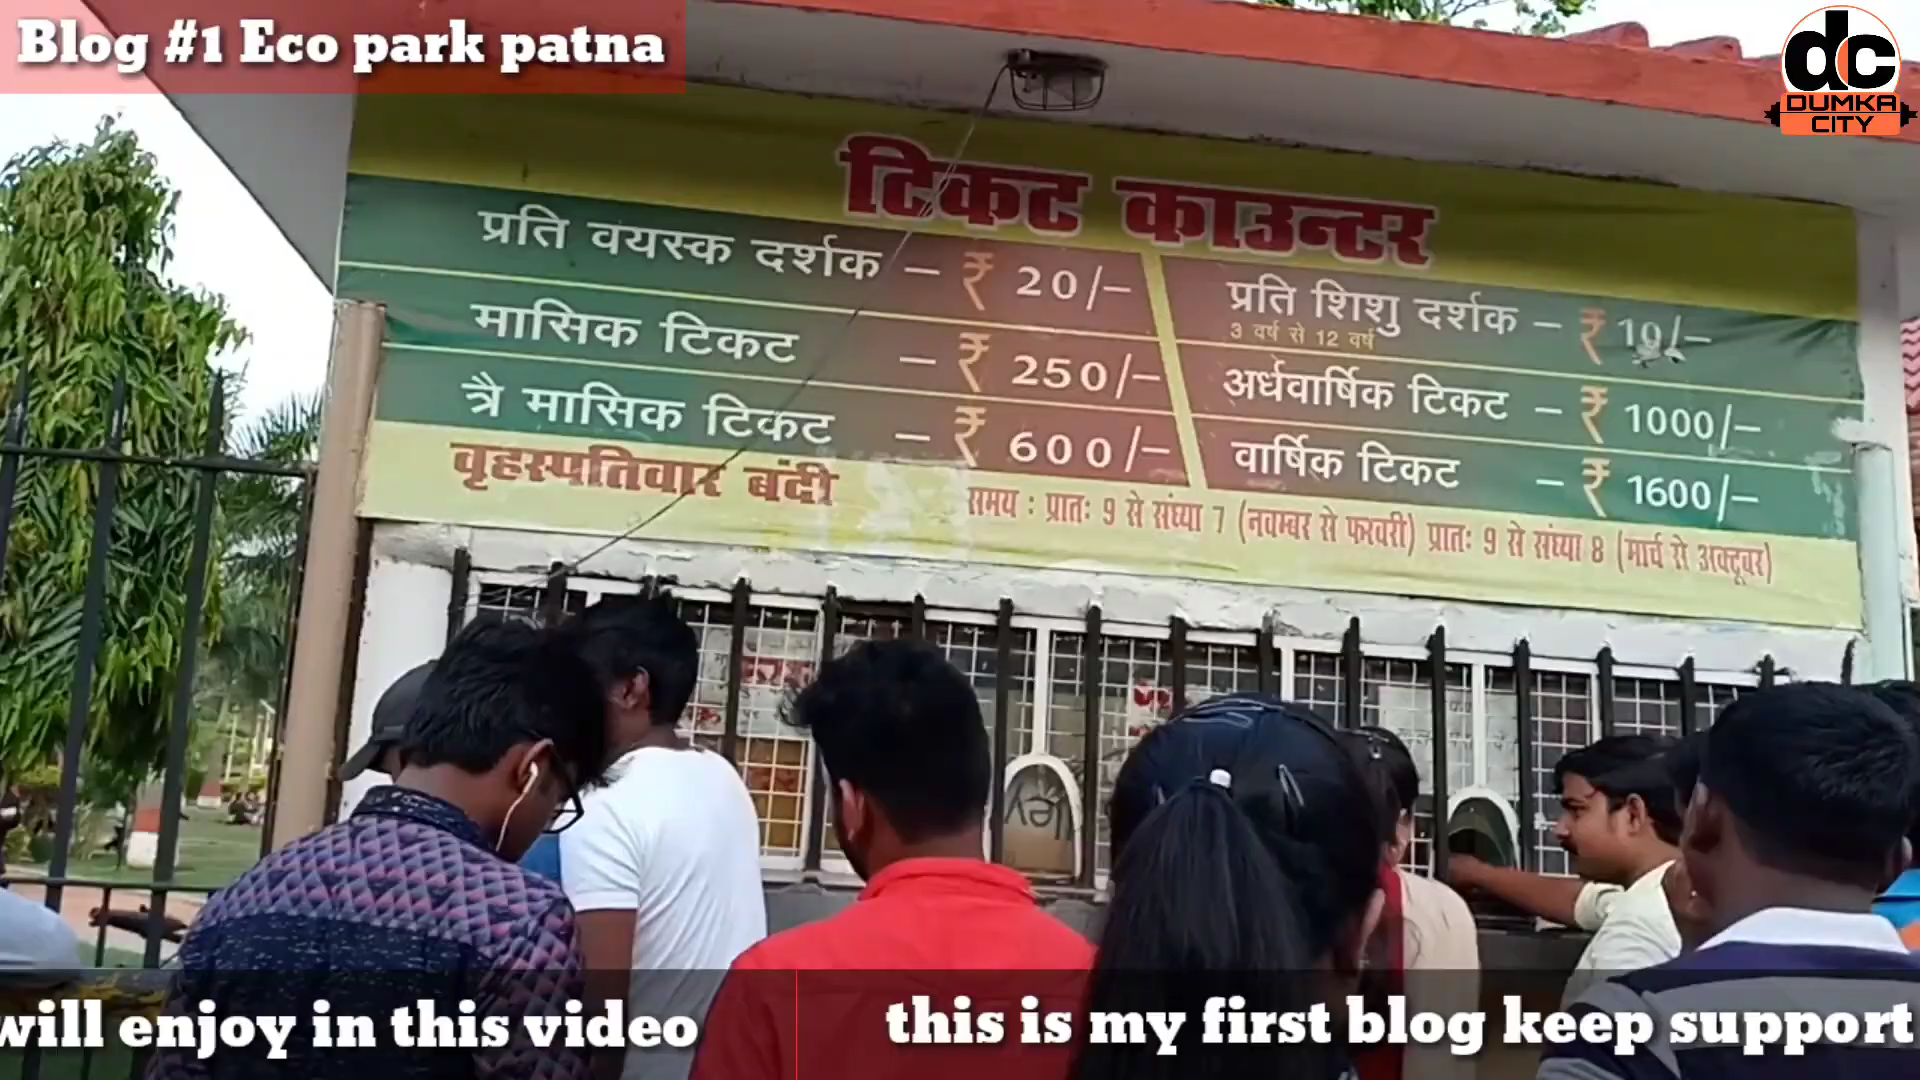 Blog #1 Eco park patna
dc
DUMKA
CITY
टिकट काउन्टर
प्रति वयस्क दर्शक – ₹ 20/–
मासिक टिकट – ₹ 250/–
त्रै मासिक टिकट – ₹ 600/–
प्रति शिशु दर्शक – ₹ 10/–
3 वर्ष से 12 वर्ष
अर्धवार्षिक टिकट – ₹ 1000/–
वार्षिक टिकट – ₹ 1600/–
वृहस्पतिवार बंदी
समय : प्रातः 9 से संध्या 7 (नवम्बर से फरवरी) प्रातः 9 से संध्या 8 (मार्च से अक्टूबर)
will enjoy in this video
this is my first blog keep support